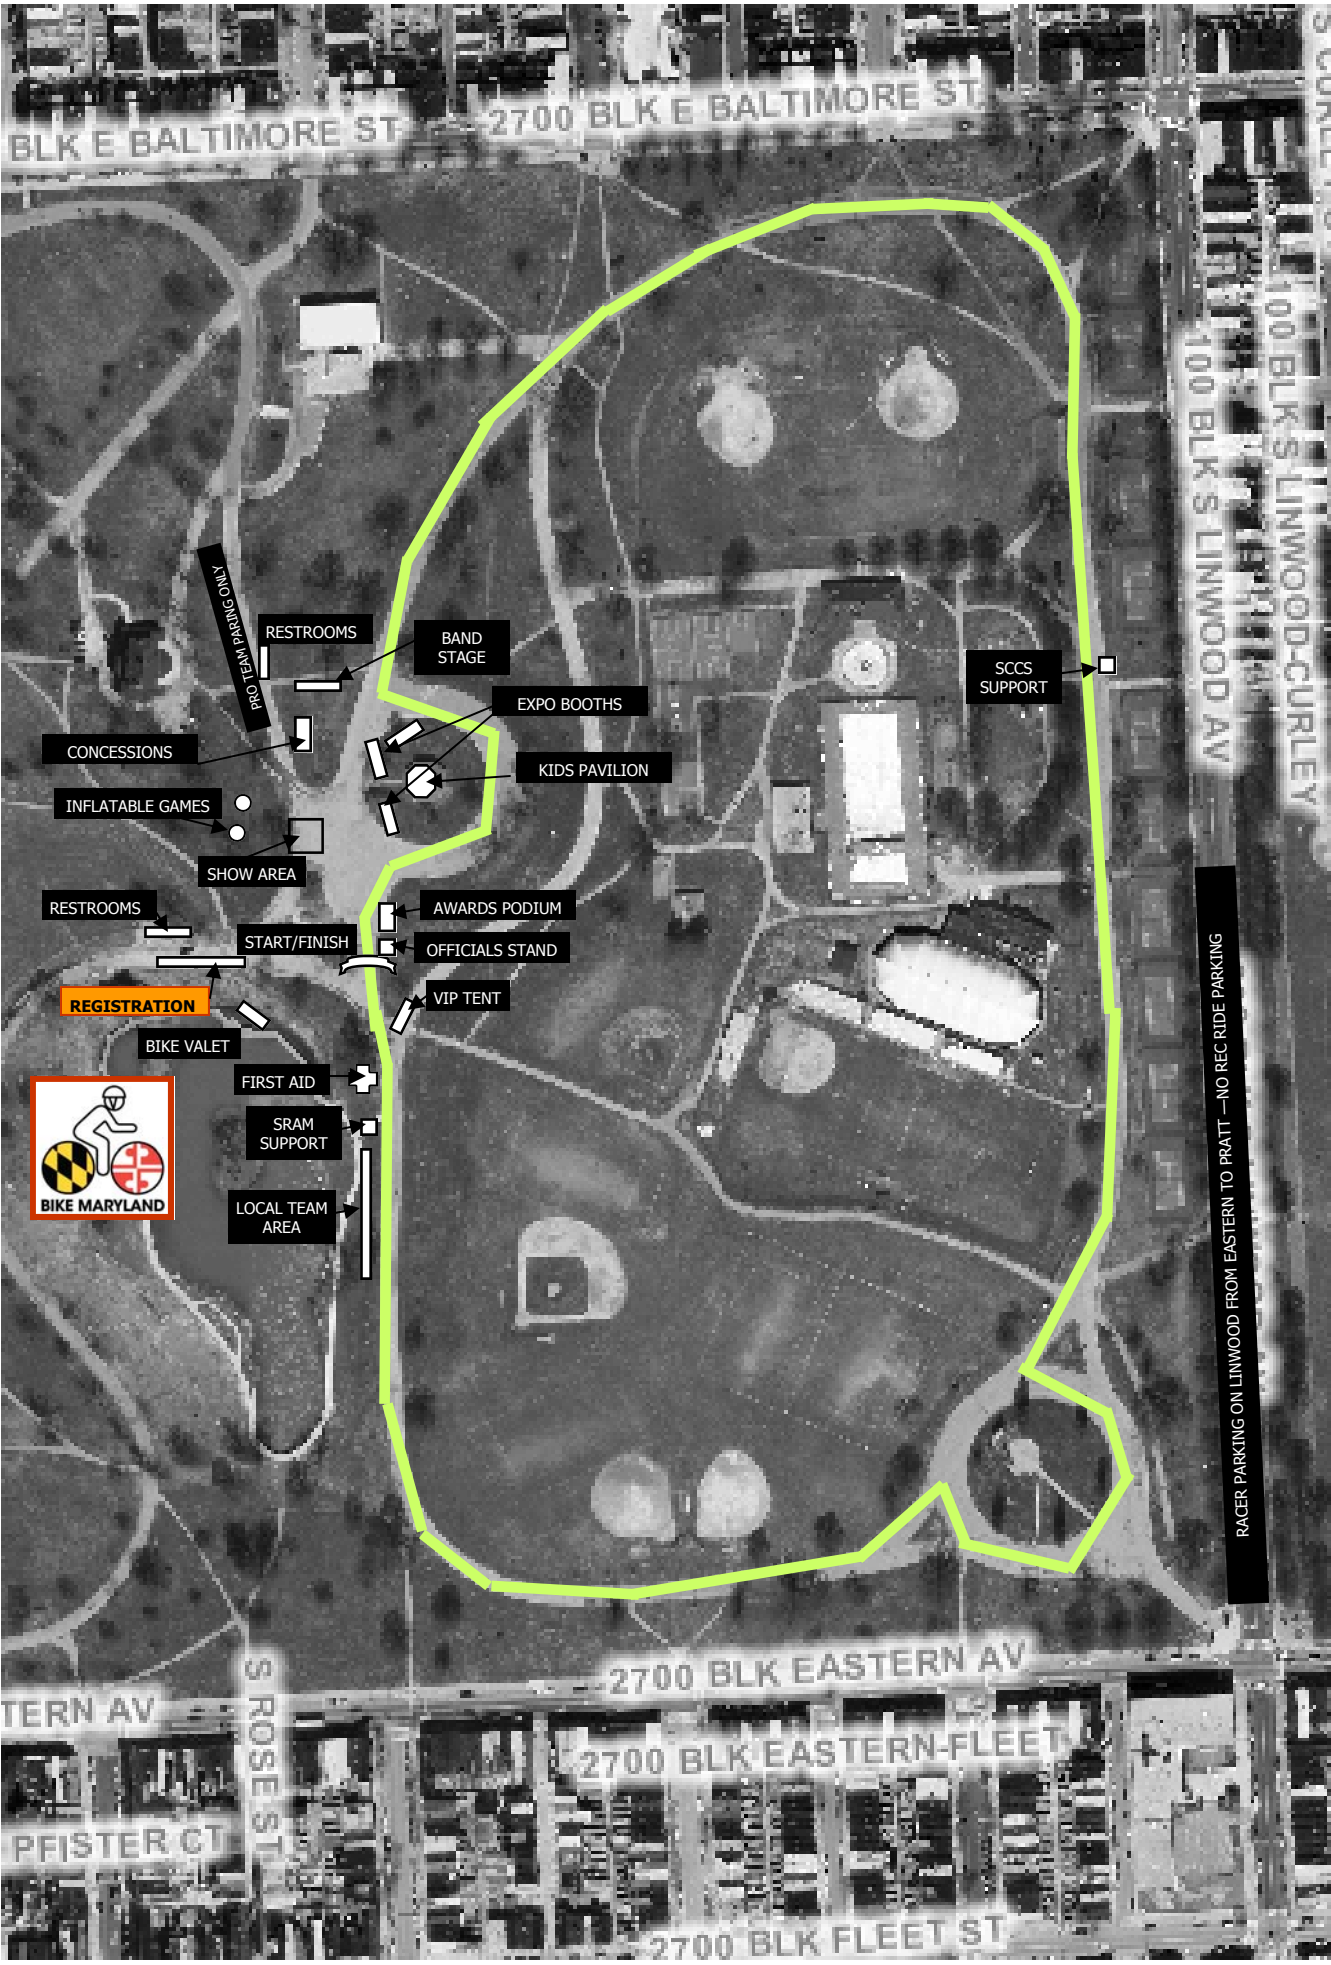 BLK E BALTIMORE ST
2700 BLK E BALTIMORE ST
S CURLEY
100 BLK S LINWOOD AV
100 BLK S LINWOOD-CURLEY
PRO TEAM PARING ONLY
RESTROOMS
BAND
STAGE
SCCS
SUPPORT
EXPO BOOTHS
CONCESSIONS
KIDS PAVILION
INFLATABLE GAMES
SHOW AREA
RESTROOMS
AWARDS PODIUM
START/FINISH
OFFICIALS STAND
REGISTRATION
VIP TENT
BIKE VALET
FIRST AID
SRAM
SUPPORT
BIKE MARYLAND
LOCAL TEAM
AREA
RACER PARKING ON LINWOOD FROM EASTERN TO PRATT —NO REC RIDE PARKING
2700 BLK EASTERN AV
TERN AV
S ROSE ST
2700 BLK EASTERN-FLEET
PFISTER CT
2700 BLK FLEET ST